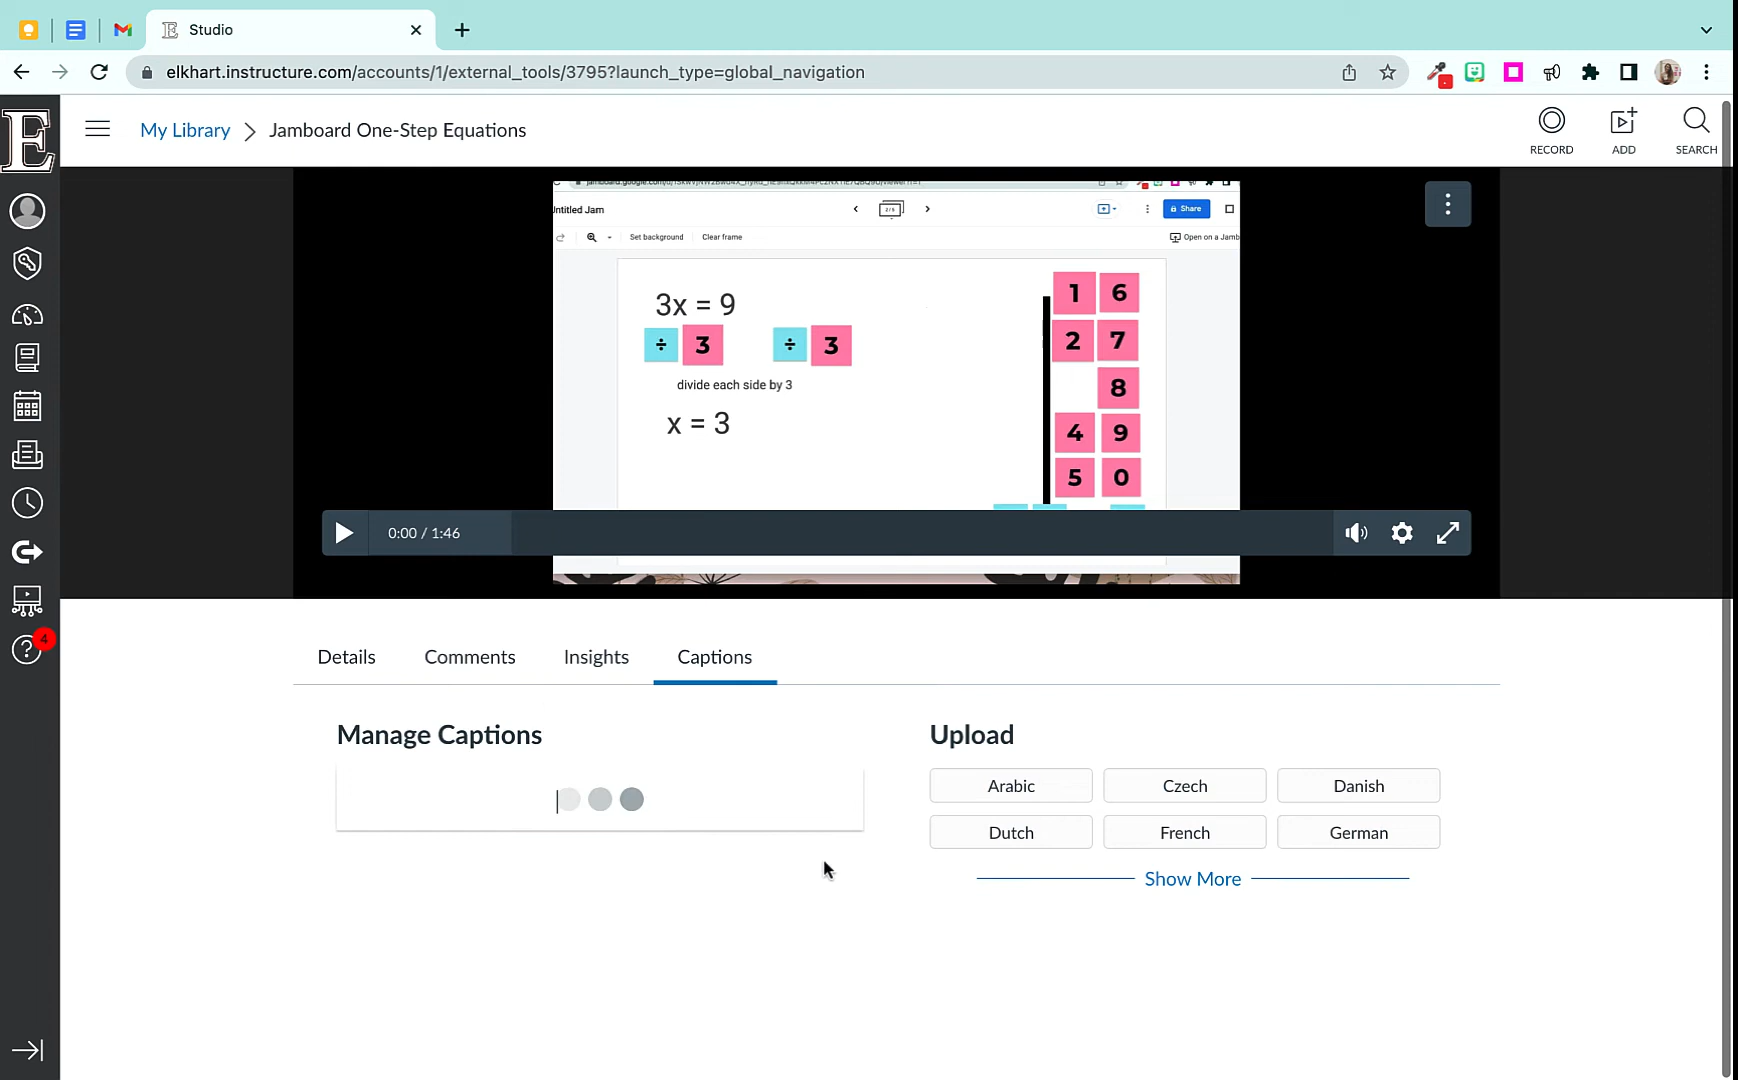 Studio
elkhart.instructure.com/accounts/1/external_tools/3795?launch_type=global_navigation
E
My Library > Jamboard One-Step Equations
RECORD
ADD
SEARCH
Untitled Jam
Share
Set background
Clear frame
Open on a Jamb
3x = 9
÷ 3 ÷ 3
divide each side by 3
x = 3
1 6
2 7
8
4 9
5 0
0:00 / 1:46
4
Details
Comments
Insights
Captions
Manage Captions
Upload
Arabic
Czech
Danish
Dutch
French
German
Show More